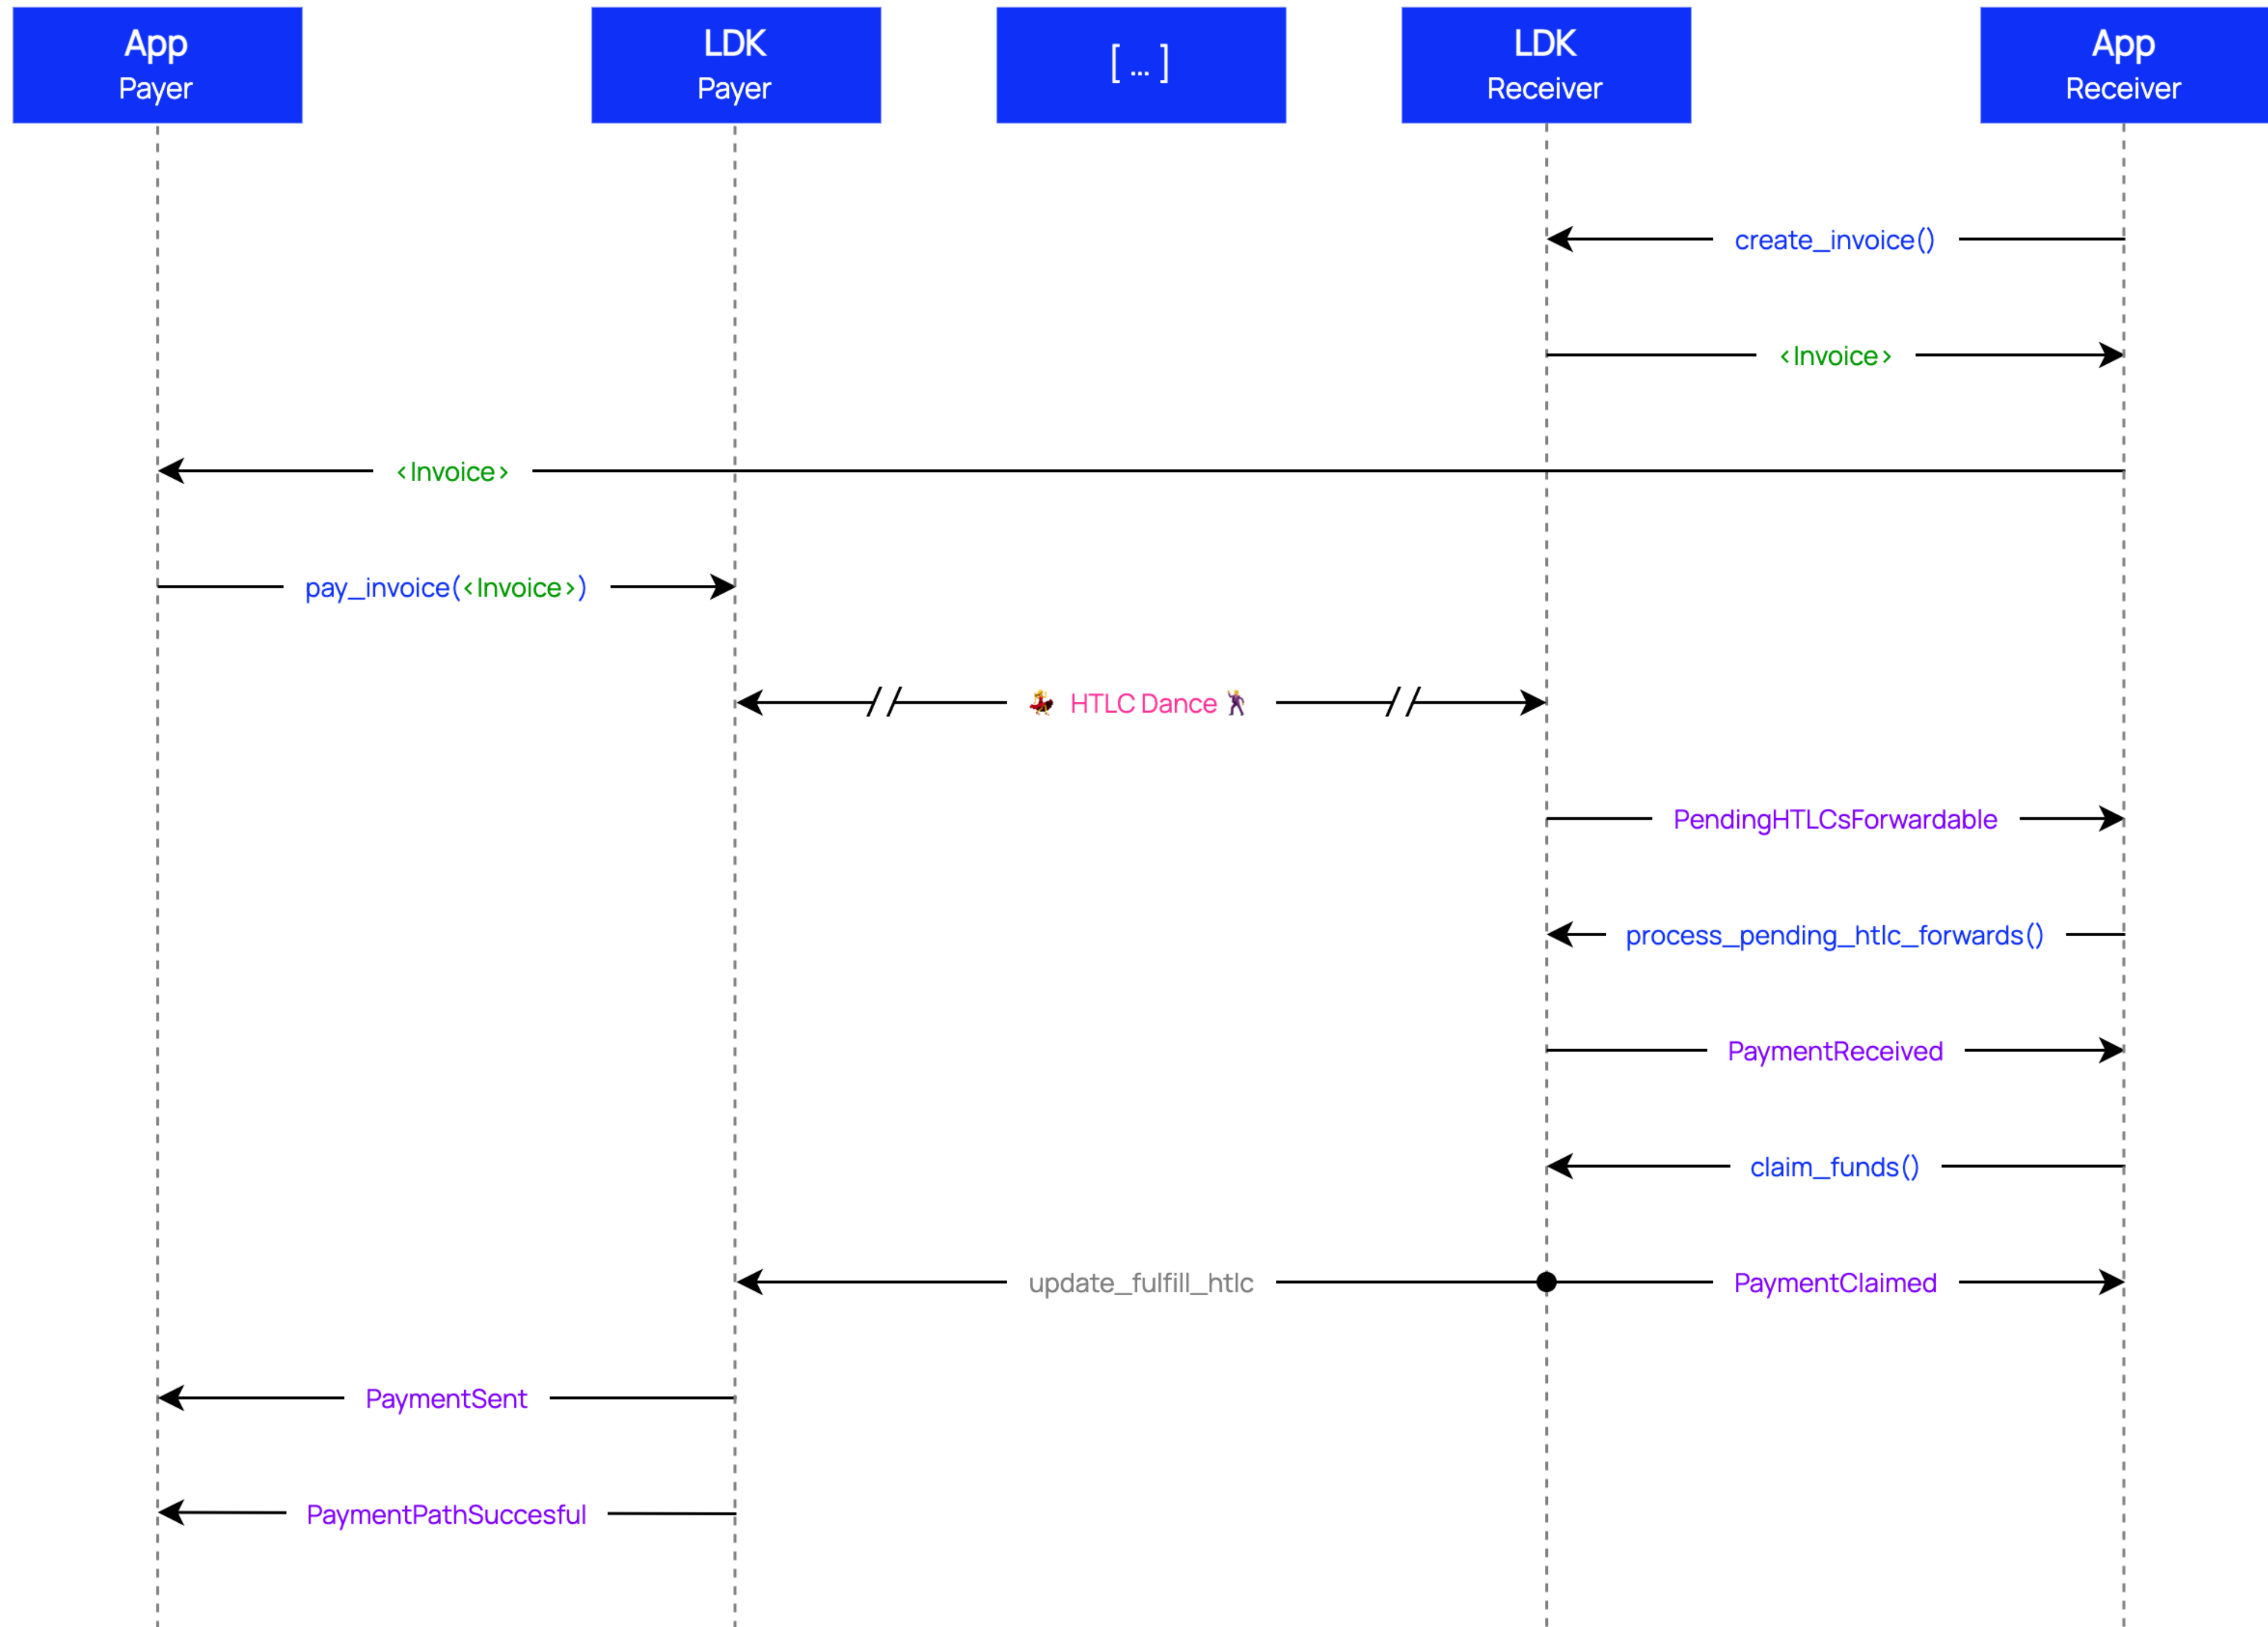 App
Payer
LDK
Payer
[ ... ]
LDK
Receiver
App
Receiver
create_invoice()
<Invoice>
<Invoice>
pay_invoice(<Invoice>)
HTLC Dance
PendingHTLCsForwardable
process_pending_htlc_forwards()
PaymentReceived
claim_funds()
update_fulfill_htlc
PaymentClaimed
PaymentSent
PaymentPathSuccesful